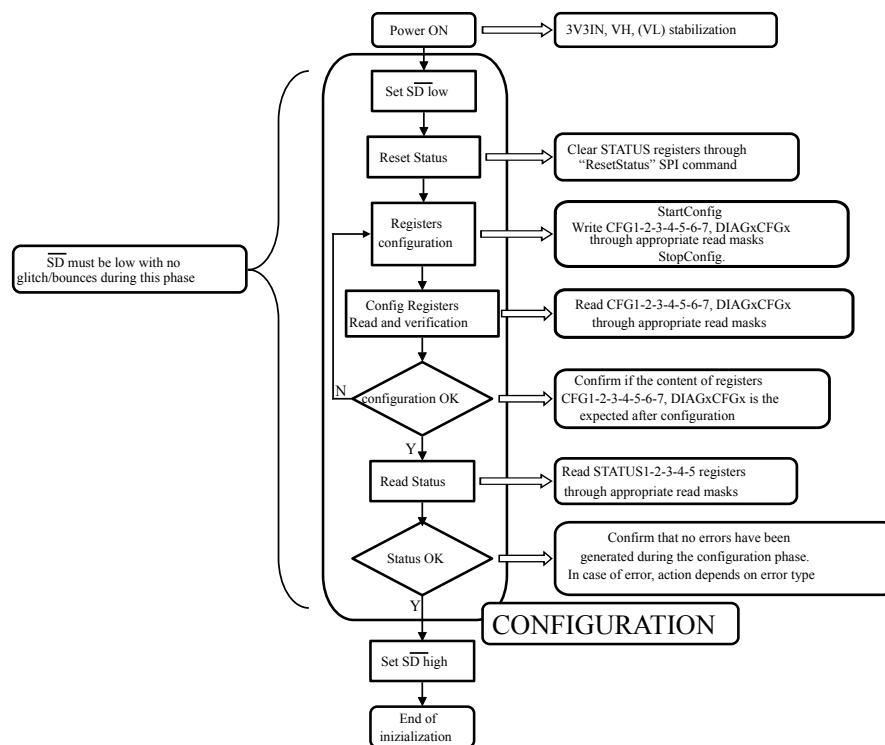 Power ON
3V3IN, VH, (VL) stabilization
Set S̅D̅ low
Reset Status
Clear STATUS registers through
“ResetStatus” SPI command
Registers
configuration
StartConfig
Write CFG1-2-3-4-5-6-7, DIAGxCFGx
through appropriate read masks
StopConfig.
S̅D̅ must be low with no
glitch/bounces during this phase
Config Registers
Read and verification
Read CFG1-2-3-4-5-6-7, DIAGxCFGx
through appropriate read masks
N
configuration OK
Confirm if the content of registers
CFG1-2-3-4-5-6-7, DIAGxCFGx is the
expected after configuration
Y
Read Status
Read STATUS1-2-3-4-5 registers
through appropriate read masks
Status OK
Confirm that no errors have been
generated during the configuration phase.
In case of error, action depends on error type
Y
CONFIGURATION
Set S̅D̅ high
End of
inizialization